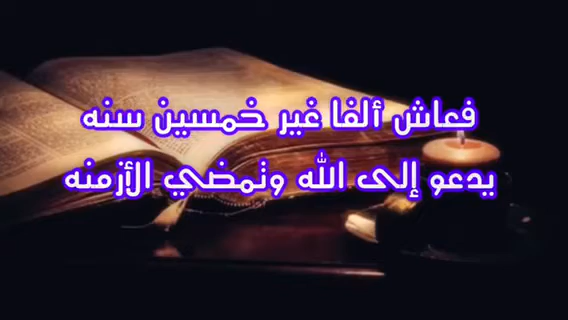 فعاش ألفا غير خمسين سنه
يدعو إلى الله وتمضي الأزمنه